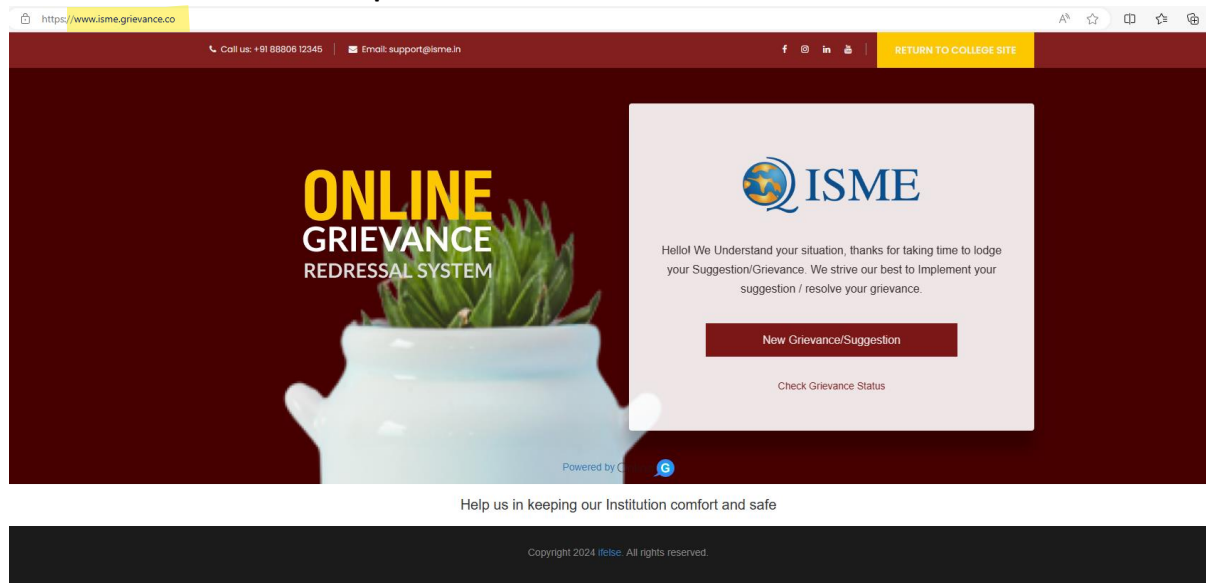 https://www.isme.grievance.co
Call us: +91 88806 12345 | Email: support@isme.in
RETURN TO COLLEGE SITE
ONLINE
GRIEVANCE
REDRESSAL SYSTEM
ISME
Hello! We Understand your situation, thanks for taking time to lodge
your Suggestion/Grievance. We strive our best to Implement your
suggestion / resolve your grievance.
New Grievance/Suggestion
Check Grievance Status
Powered by
G
Help us in keeping our Institution comfort and safe
Copyright 2024 ifelse. All rights reserved.